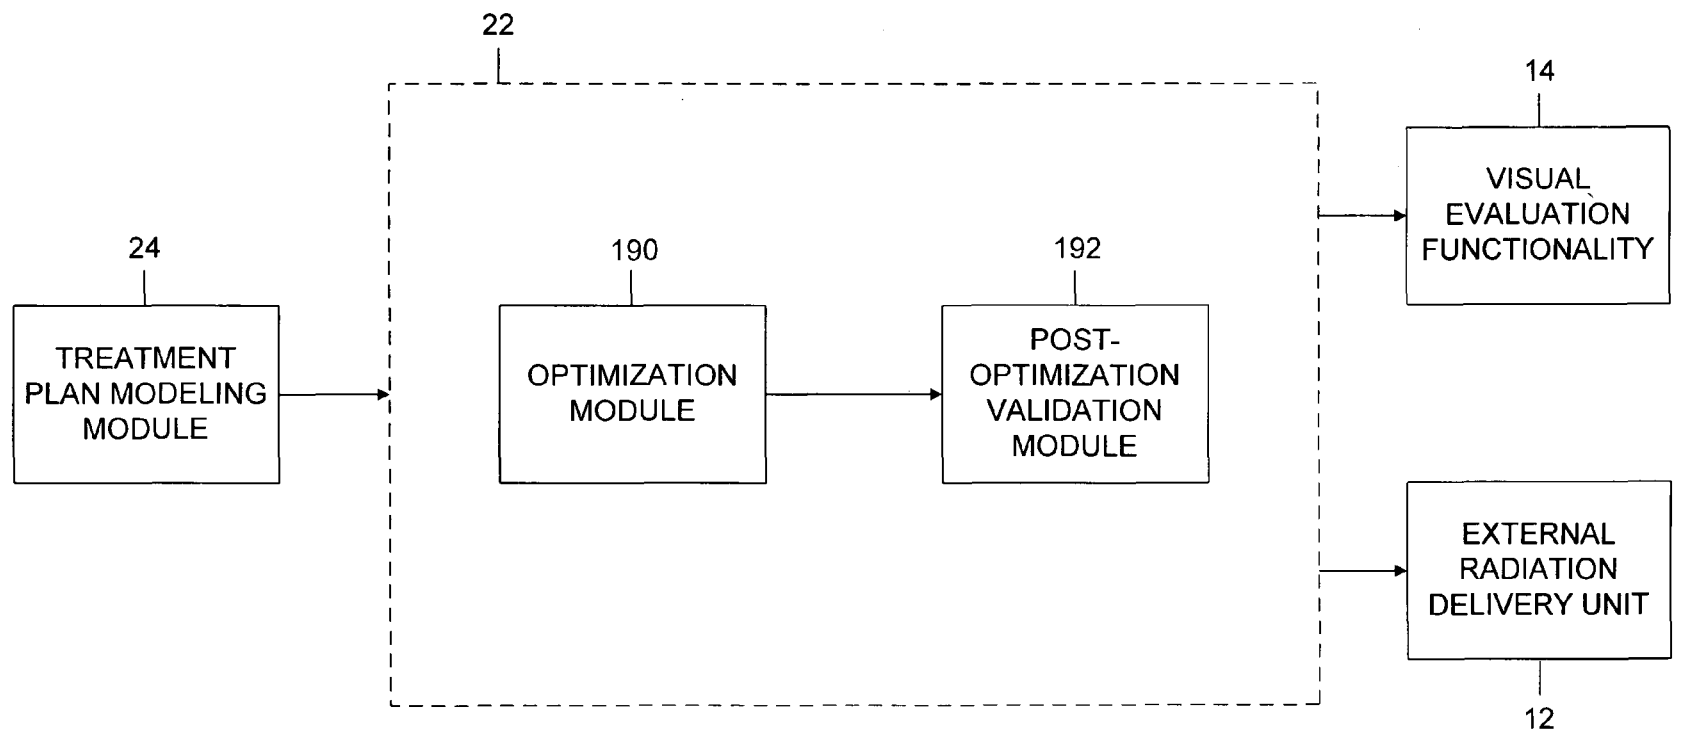 22
14
VISUAL
EVALUATION
FUNCTIONALITY
24
TREATMENT
PLAN MODELING
MODULE
190
OPTIMIZATION
MODULE
192
POST-
OPTIMIZATION
VALIDATION
MODULE
EXTERNAL
RADIATION
DELIVERY UNIT
12